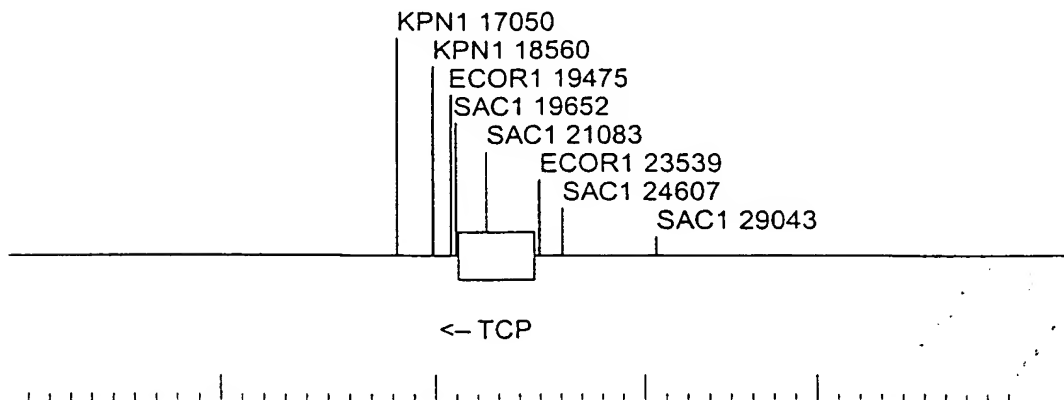 KPN1 17050
KPN1 18560
ECOR1 19475
SAC1 19652
SAC1 21083
ECOR1 23539
SAC1 24607
SAC1 29043
<– TCP